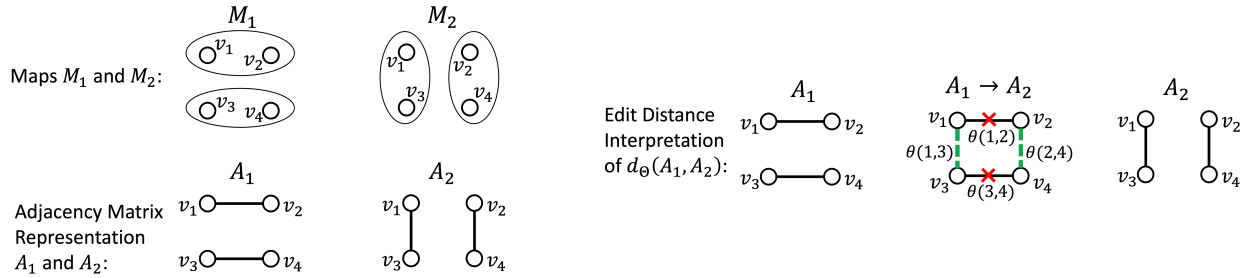 M₁ M₂
Maps M₁ and M₂:
v₁ v₂
v₃ v₄
v₁ v₂
v₃ v₄
A₁ A₂
Adjacency Matrix
Representation
A₁ and A₂:
v₁ v₂
v₃ v₄
v₁ v₂
v₃ v₄
Edit Distance
Interpretation
of d_Θ(A₁, A₂):
A₁
v₁ v₂
v₃ v₄
A₁ → A₂
v₁ v₂
θ(1,2)
θ(1,3) θ(2,4)
v₃ v₄
θ(3,4)
A₂
v₁ v₂
v₃ v₄